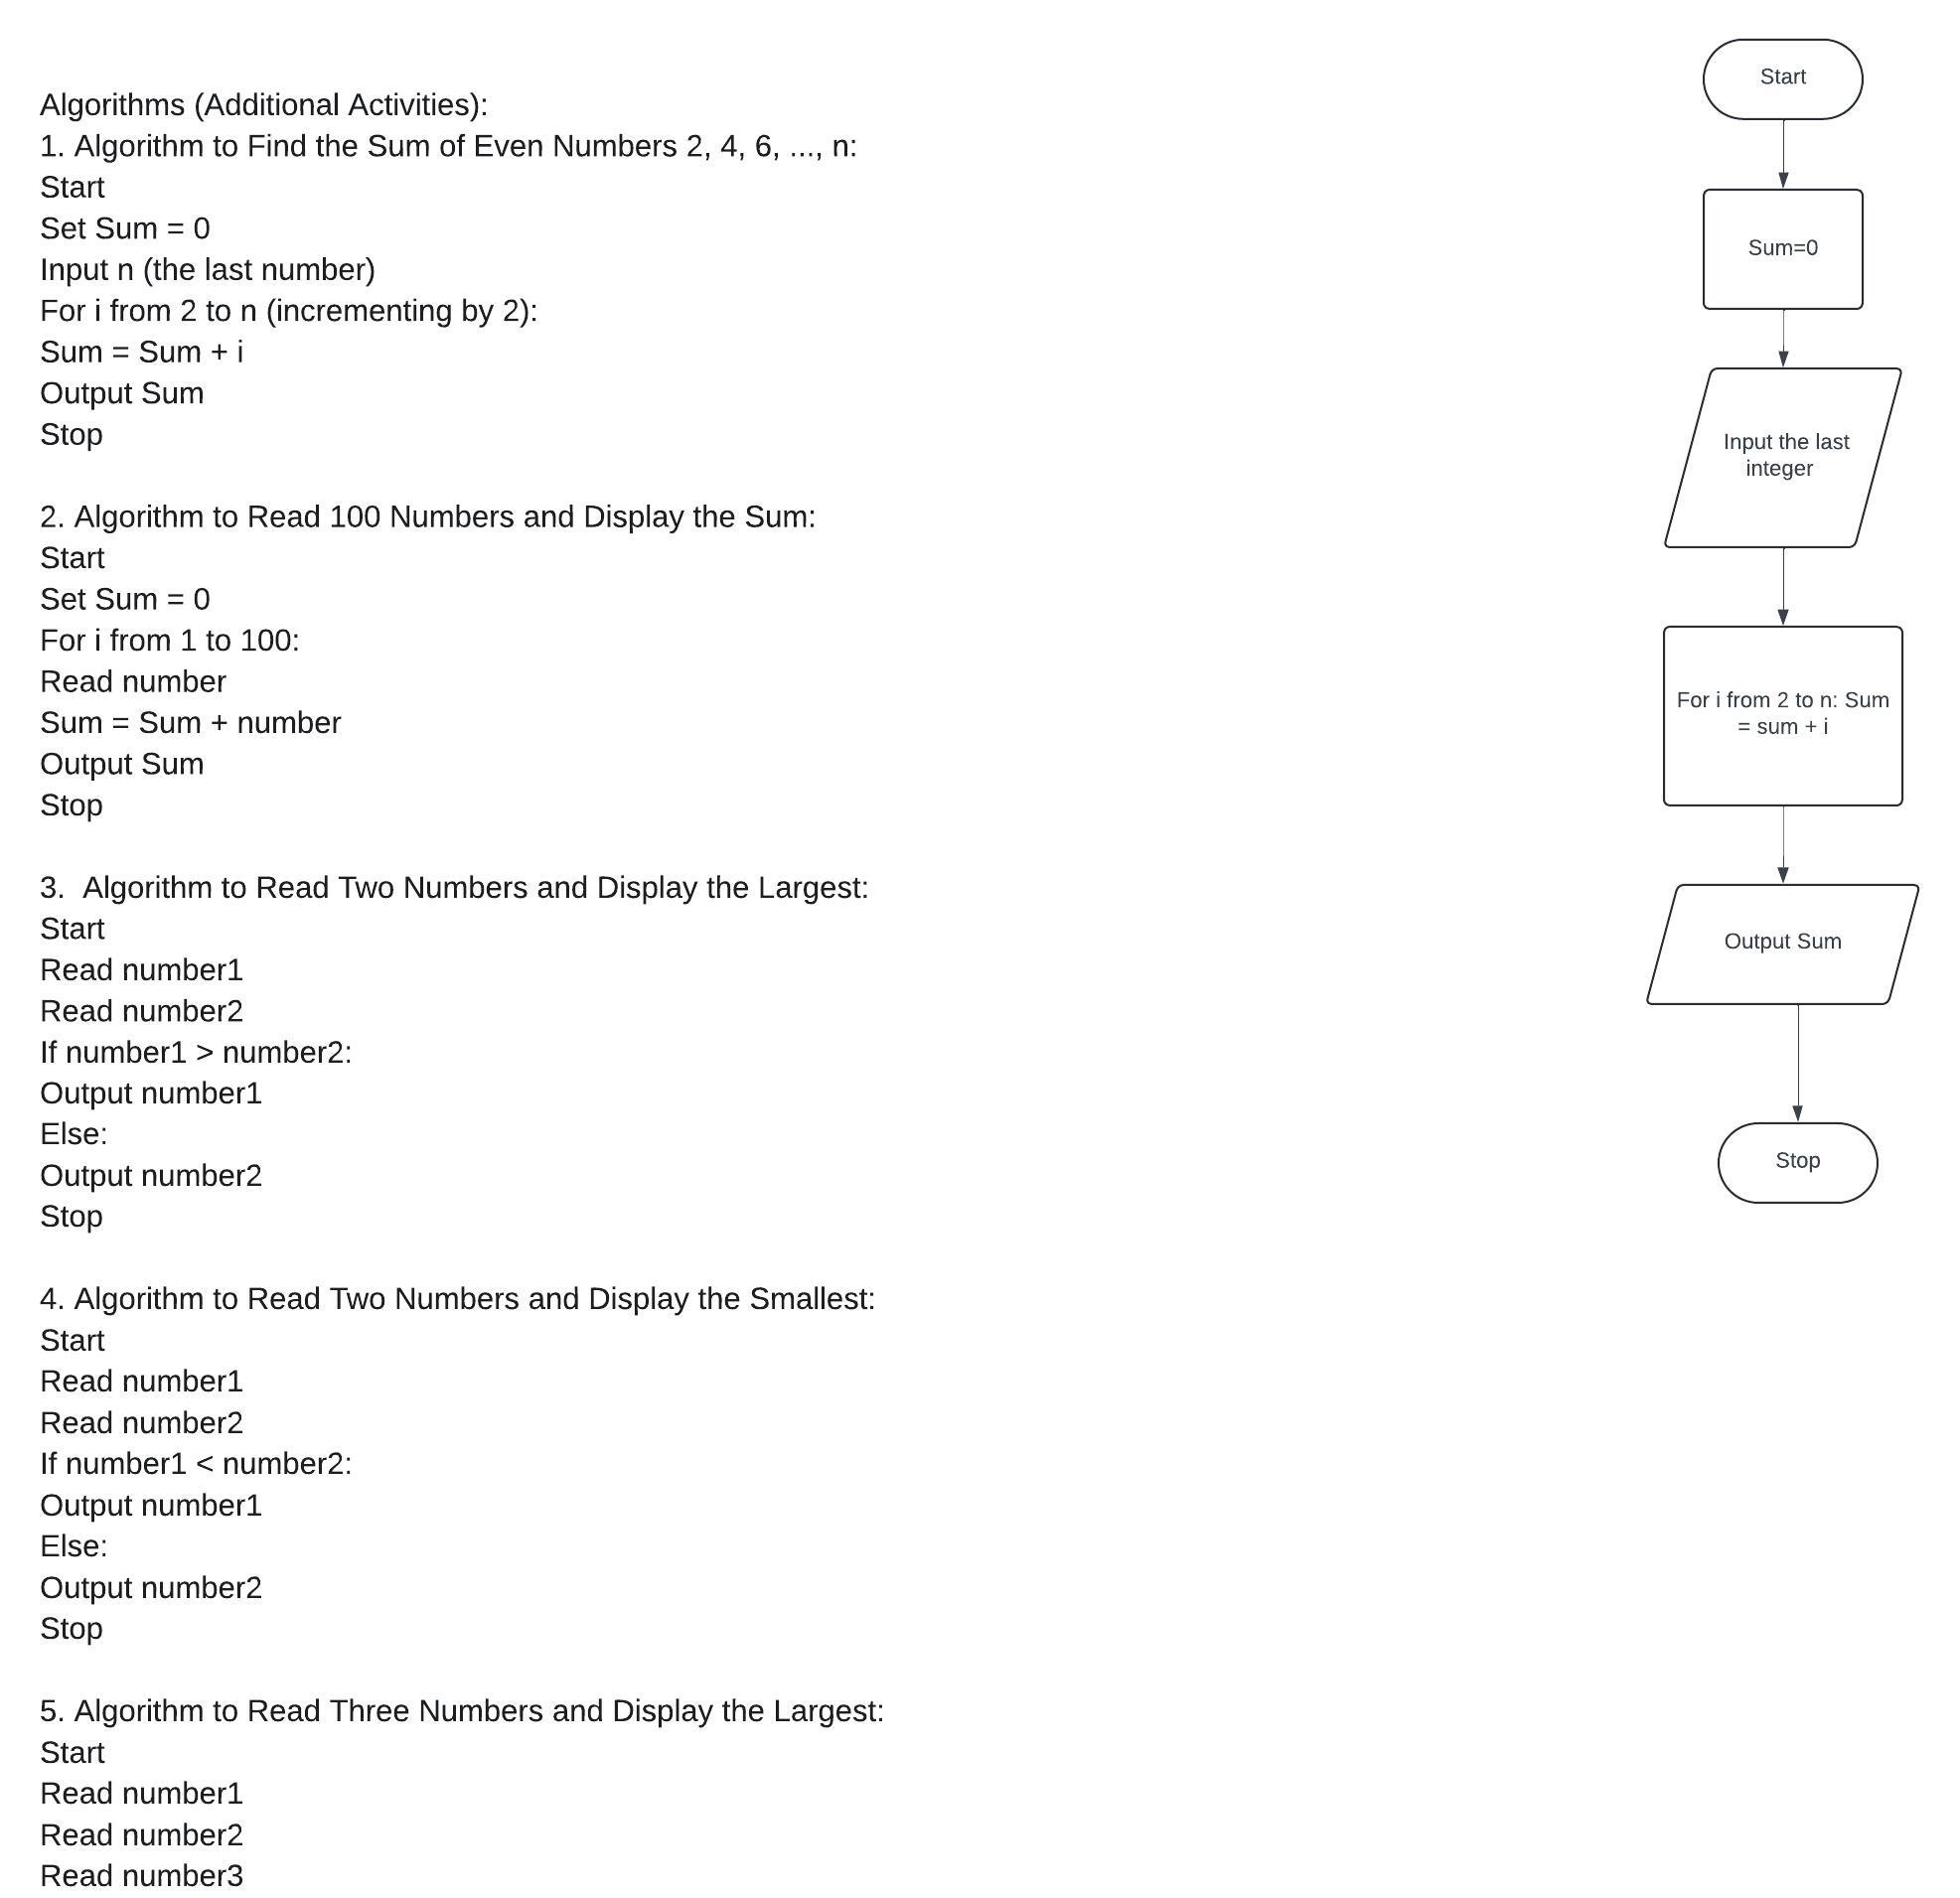 Algorithms (Additional Activities):
1. Algorithm to Find the Sum of Even Numbers 2, 4, 6, ..., n:
Start
Set Sum = 0
Input n (the last number)
For i from 2 to n (incrementing by 2):
Sum = Sum + i
Output Sum
Stop

2. Algorithm to Read 100 Numbers and Display the Sum:
Start
Set Sum = 0
For i from 1 to 100:
Read number
Sum = Sum + number
Output Sum
Stop

3.  Algorithm to Read Two Numbers and Display the Largest:
Start
Read number1
Read number2
If number1 > number2:
Output number1
Else:
Output number2
Stop

4. Algorithm to Read Two Numbers and Display the Smallest:
Start
Read number1
Read number2
If number1 < number2:
Output number1
Else:
Output number2
Stop

5. Algorithm to Read Three Numbers and Display the Largest:
Start
Read number1
Read number2
Read number3

Start
Sum=0
Input the last
integer
For i from 2 to n: Sum
= sum + i
Output Sum
Stop